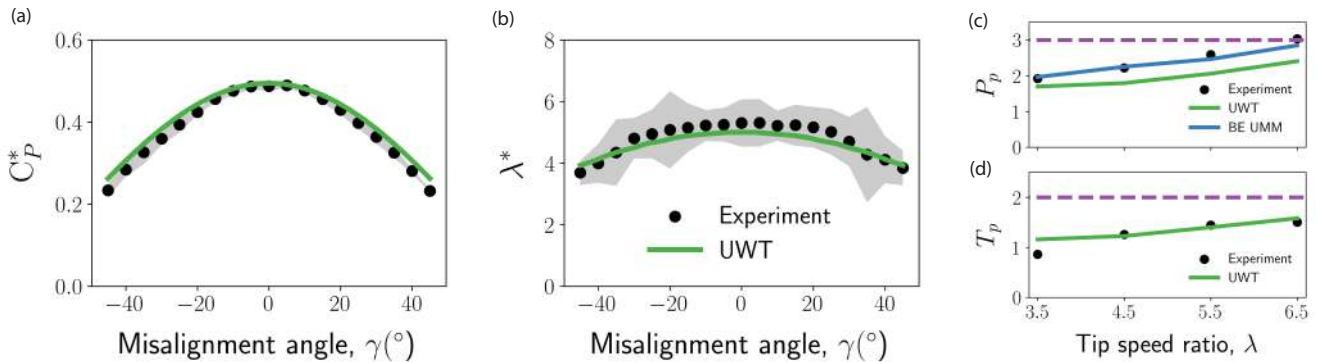 (a)
0.6
0.4
0.2
0.0
C*P
−40 −20 0 20 40
Misalignment angle, γ(°)
(b)
8
6
4
2
0
λ*
Experiment
UWT
−40 −20 0 20 40
Misalignment angle, γ(°)
(c)
3
2
1
0
Pp
Experiment
UWT
BE UMM
(d)
2
1
0
Tp
Experiment
UWT
3.5 4.5 5.5 6.5
Tip speed ratio, λ